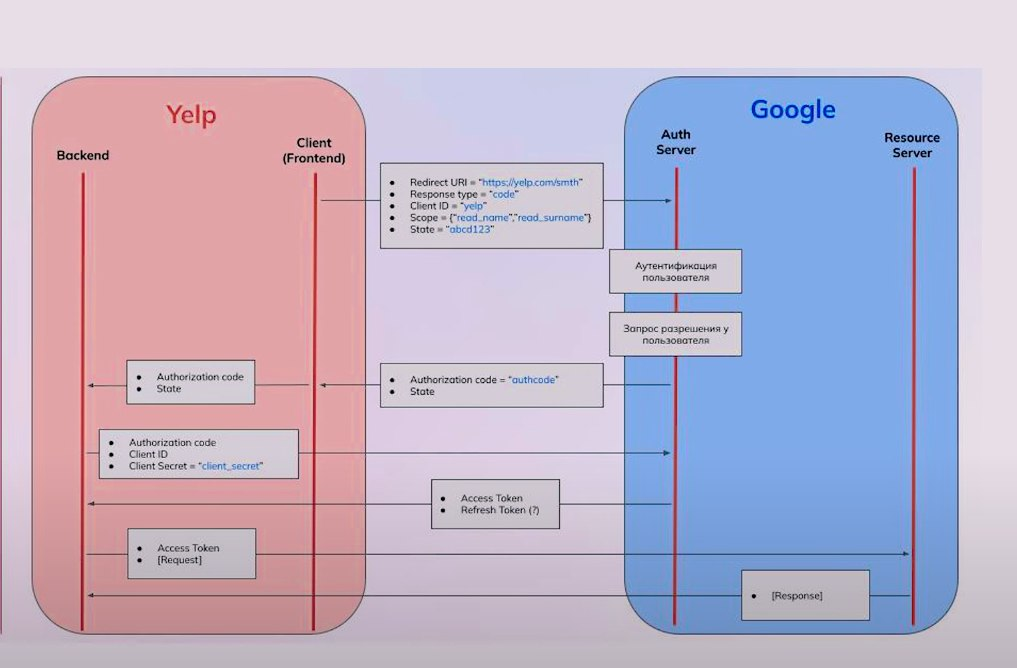 Yelp
Google
Backend
Client
(Frontend)
Auth
Server
Resource
Server
• Redirect URI = “https://yelp.com/smth”
• Response type = “code”
• Client ID = “yelp”
• Scope = {“read_name”,“read_surname”}
• State = “abcd123”
Аутентификация
пользователя
Запрос разрешения у
пользователя
• Authorization code = “authcode”
• State
• Authorization code
• State
• Authorization code
• Client ID
• Client Secret = “client_secret”
• Access Token
• Refresh Token (?)
• Access Token
• [Request]
• [Response]